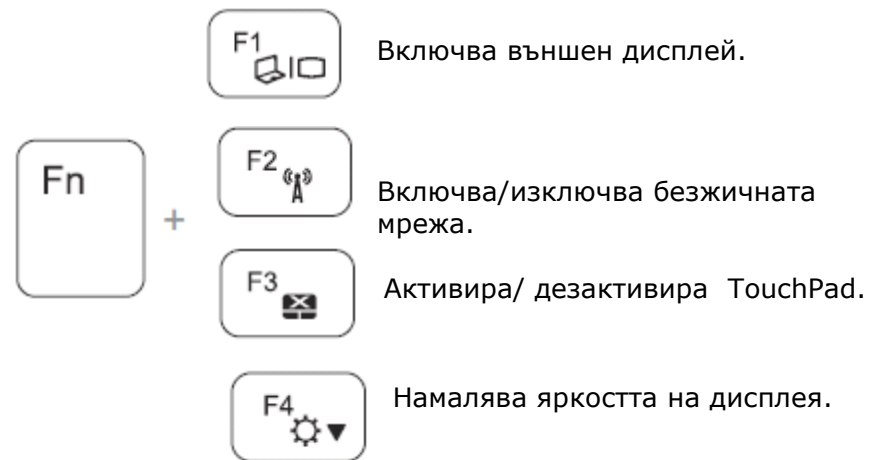 F1
Включва външен дисплей.
Fn
+
F2
Включва/изключва безжичната
мрежа.
F3
Активира/ дезактивира TouchPad.
F4
Намалява яркостта на дисплея.